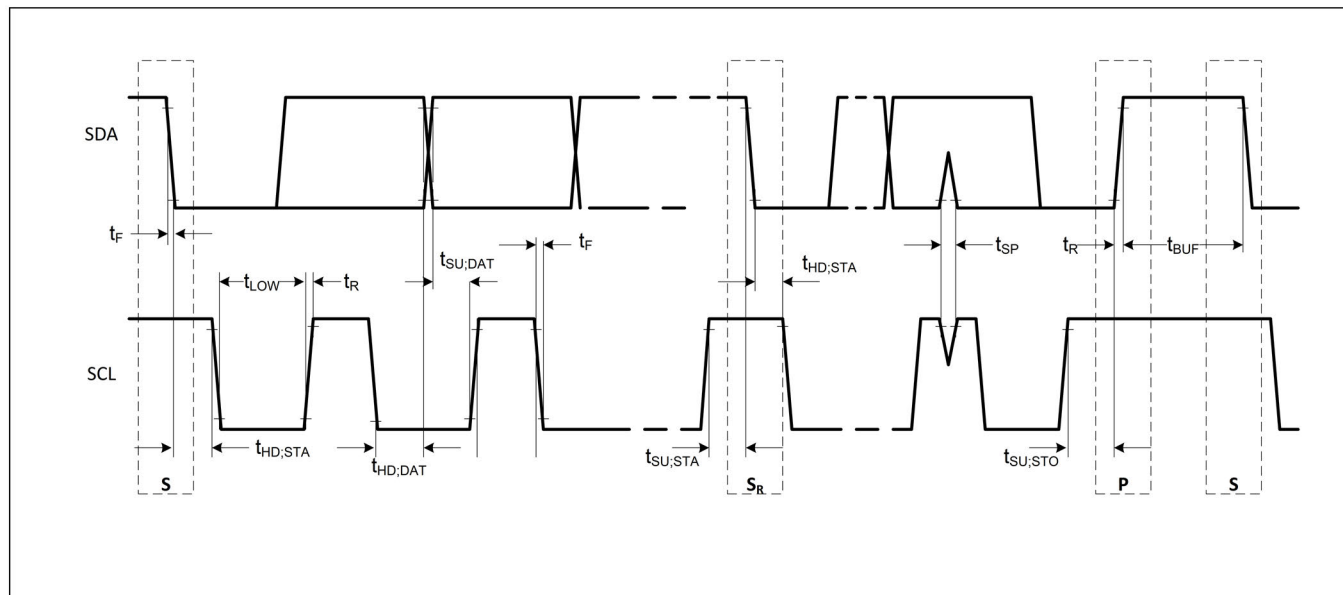 SDA
tF
tLOW
tR
tSU;DAT
tF
tHD;STA
tSP
tR
tBUF
SCL
tHD;STA
tHD;DAT
tSU;STA
tSU;STO
S
SR
P
S